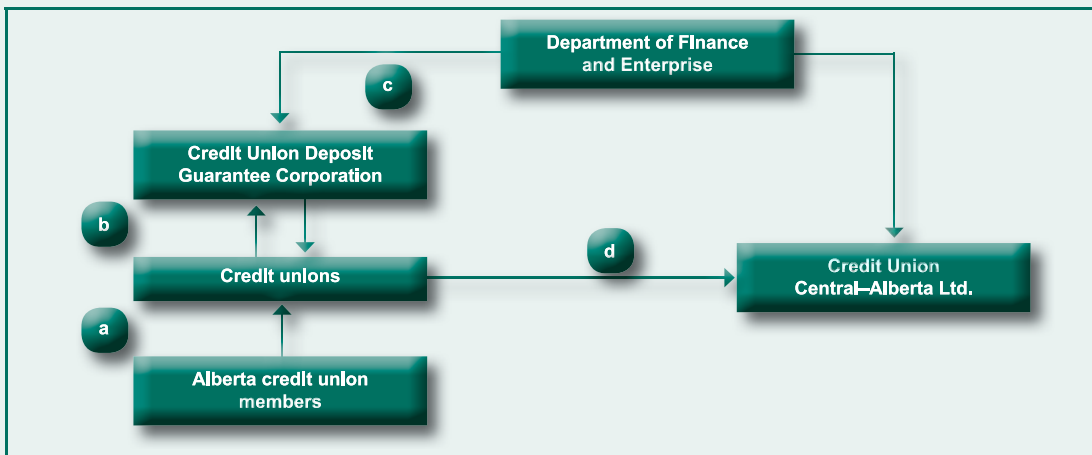 Department of Finance
and Enterprise
c
Credit Union Deposit
Guarantee Corporation
b
Credit unions
d
Credit Union
Central–Alberta Ltd.
a
Alberta credit union
members